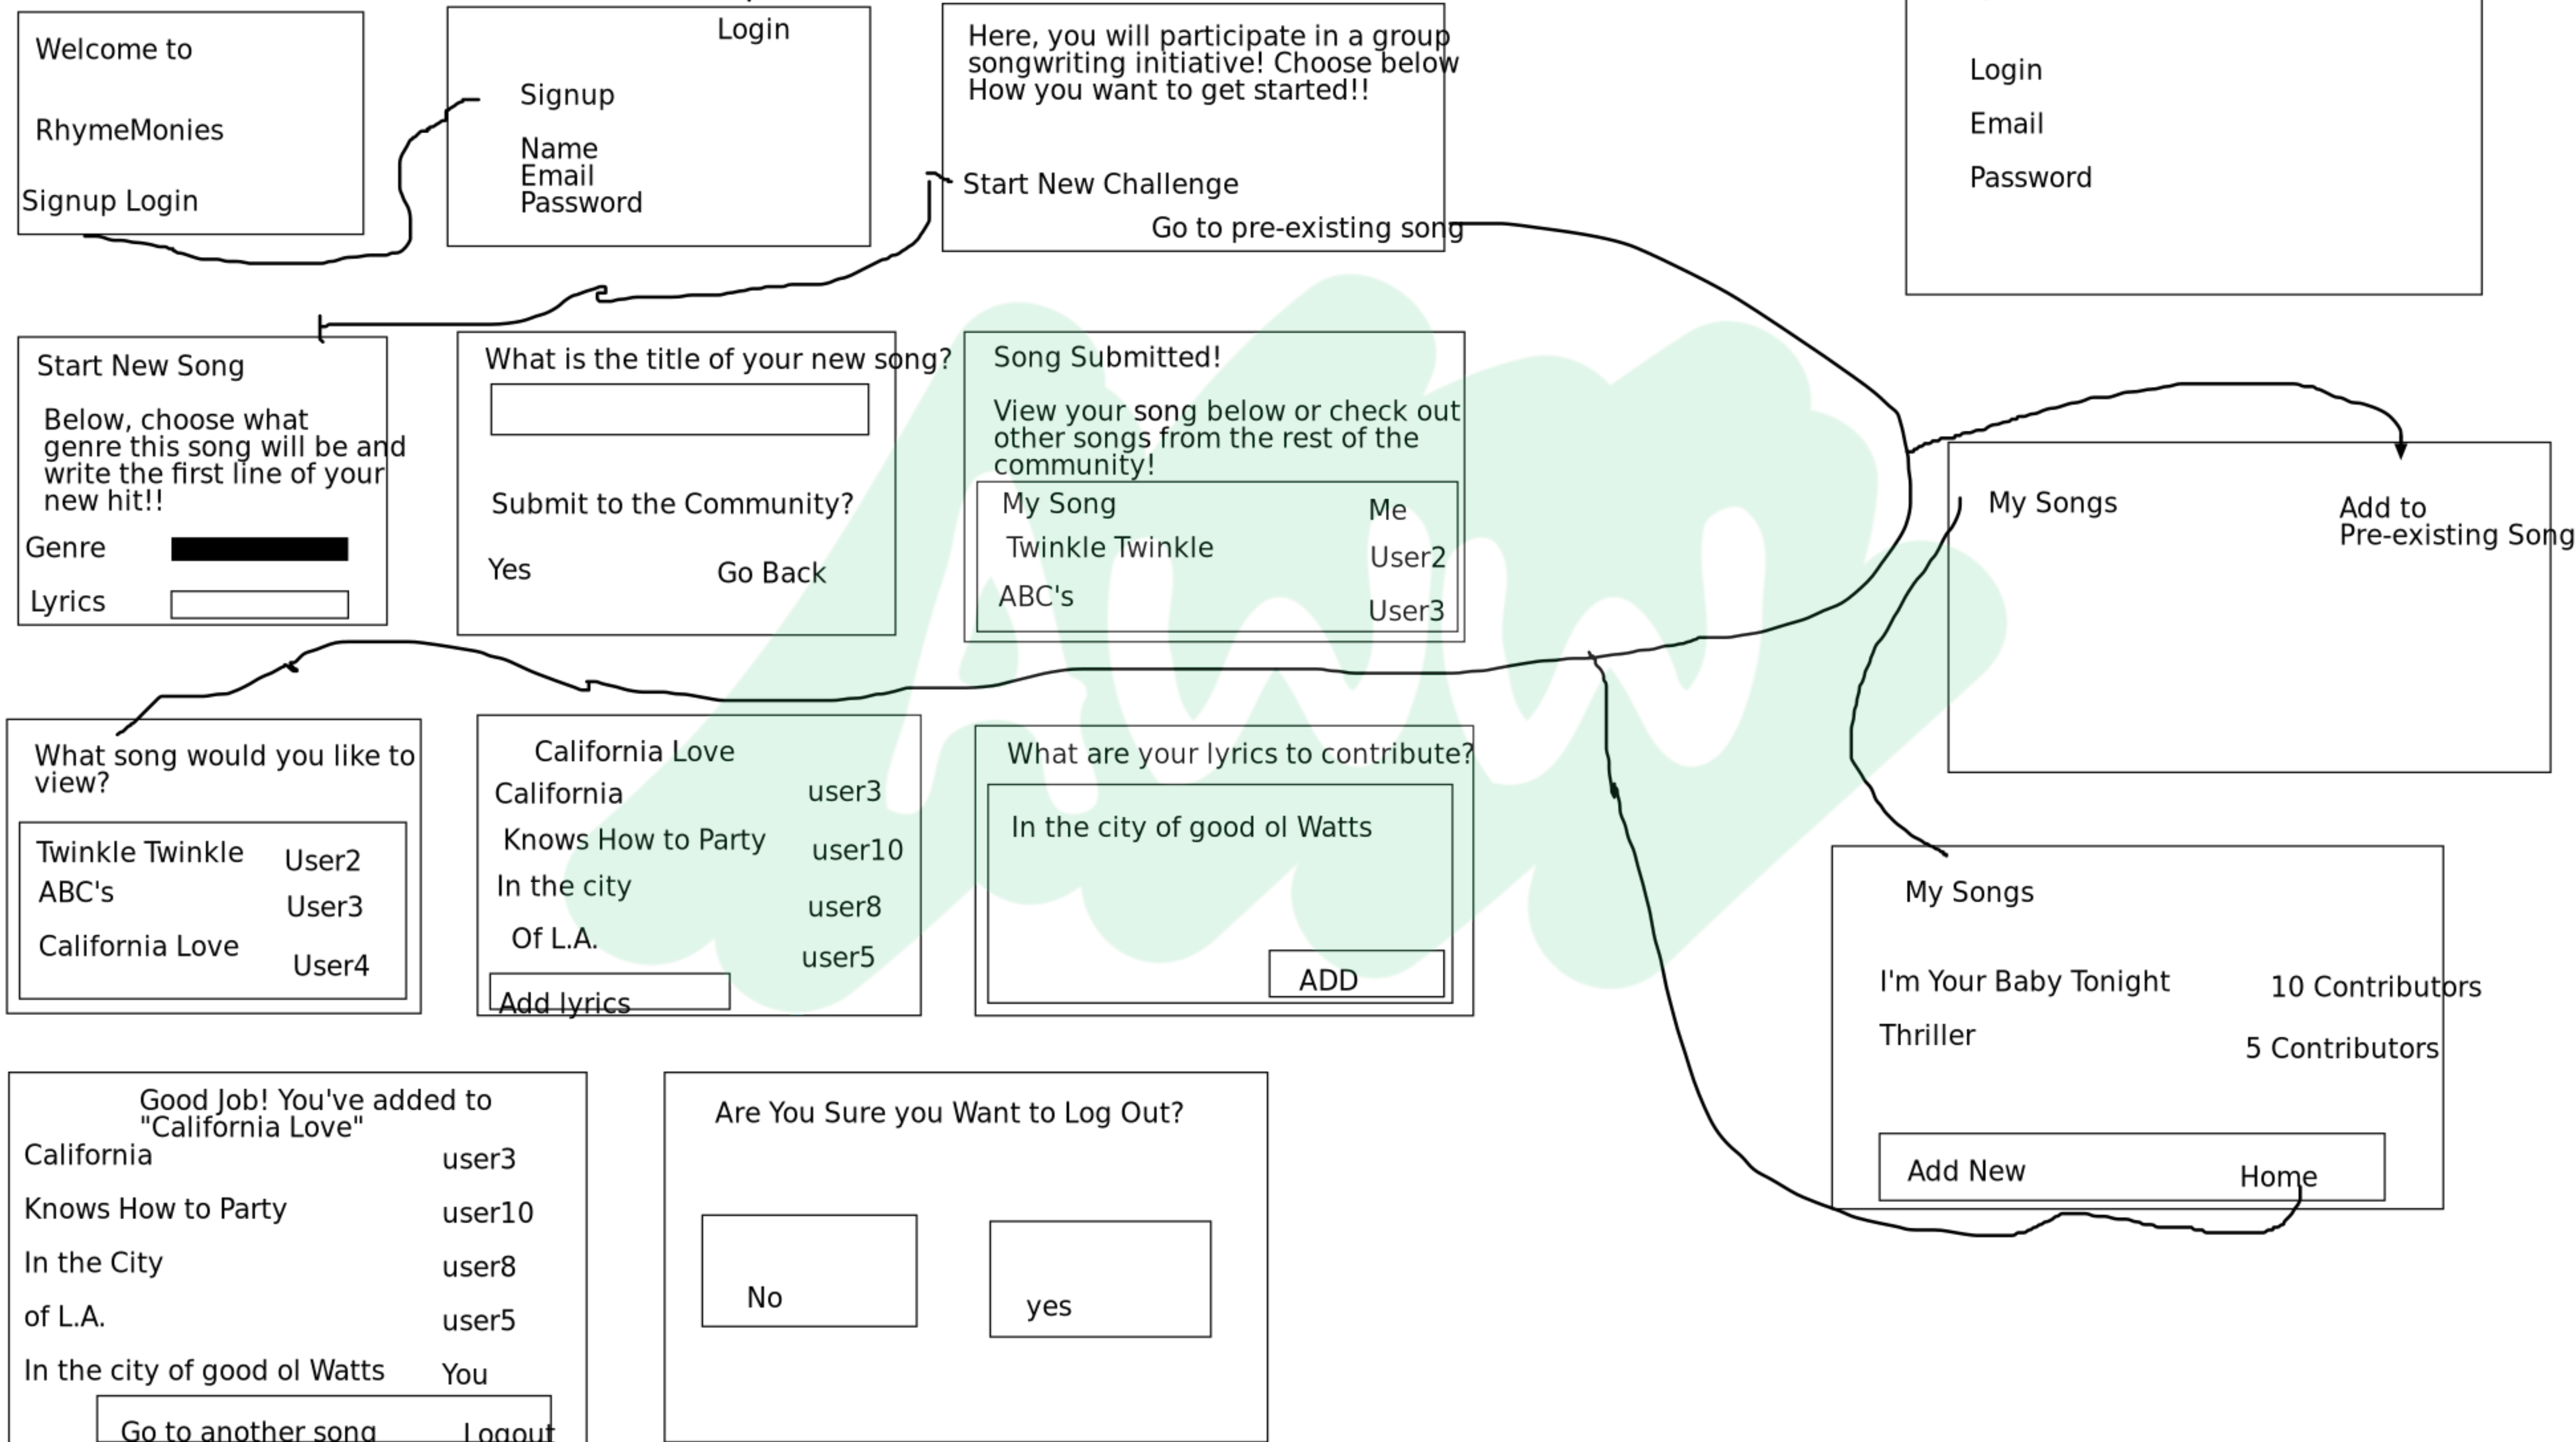 Welcome to
RhymeMonies
Signup Login
Login
Signup
Name
Email
Password
Here, you will participate in a group
songwriting initiative! Choose below
How you want to get started!!
Start New Challenge
Go to pre-existing song
Login
Email
Password
Start New Song
Below, choose what
genre this song will be and
write the first line of your
new hit!!
Genre
Lyrics
What is the title of your new song?
Submit to the Community?
Yes
Go Back
Song Submitted!
View your song below or check out
other songs from the rest of the
community!
My Song Me
Twinkle Twinkle User2
ABC's User3
My Songs
Add to
Pre-existing Song
What song would you like to
view?
Twinkle Twinkle User2
ABC's User3
California Love User4
California Love
California user3
Knows How to Party user10
In the city user8
Of L.A. user5
Add lyrics
What are your lyrics to contribute?
In the city of good ol Watts
ADD
My Songs
I'm Your Baby Tonight 10 Contributors
Thriller 5 Contributors
Add New Home
Good Job! You've added to
"California Love"
California user3
Knows How to Party user10
In the City user8
of L.A. user5
In the city of good ol Watts You
Go to another song Logout
Are You Sure you Want to Log Out?
No yes
Aww